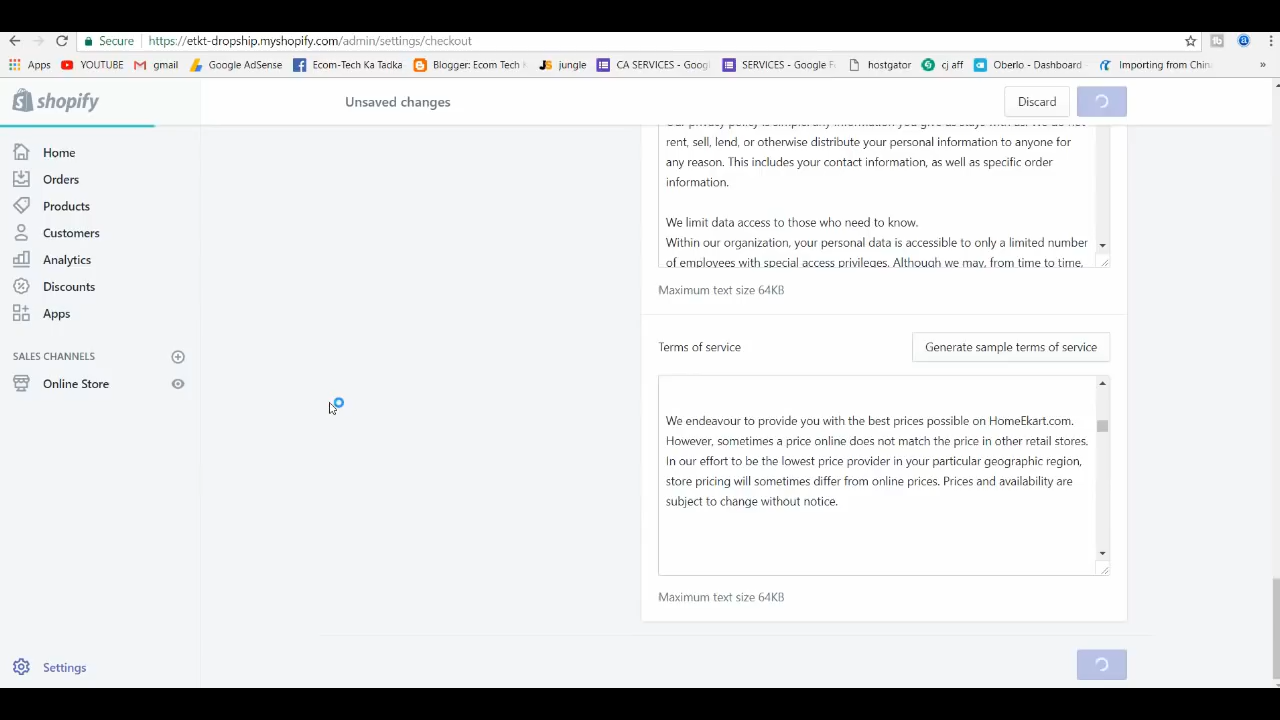 Secure https://etkt-dropship.myshopify.com/admin/settings/checkout
Apps YOUTUBE gmail Google AdSense Ecom-Tech Ka Tadka Blogger: Ecom Tech jungle CA SERVICES - Goog SERVICES - Google F hostgator cj aff Oberlo - Dashboard Importing from Chin »
shopify Unsaved changes Discard
Our privacy policy is simple: any information you give us stays with us. We do not
rent, sell, lend, or otherwise distribute your personal information to anyone for
any reason. This includes your contact information, as well as specific order
information.
We limit data access to those who need to know.
Within our organization, your personal data is accessible to only a limited number
of employees with special access privileges. Although we may, from time to time,
Maximum text size 64KB
Home
Orders
Products
Customers
Analytics
Discounts
Apps
SALES CHANNELS
Online Store
Settings
Terms of service Generate sample terms of service
We endeavour to provide you with the best prices possible on HomeEkart.com.
However, sometimes a price online does not match the price in other retail stores.
In our effort to be the lowest price provider in your particular geographic region,
store pricing will sometimes differ from online prices. Prices and availability are
subject to change without notice.
Maximum text size 64KB